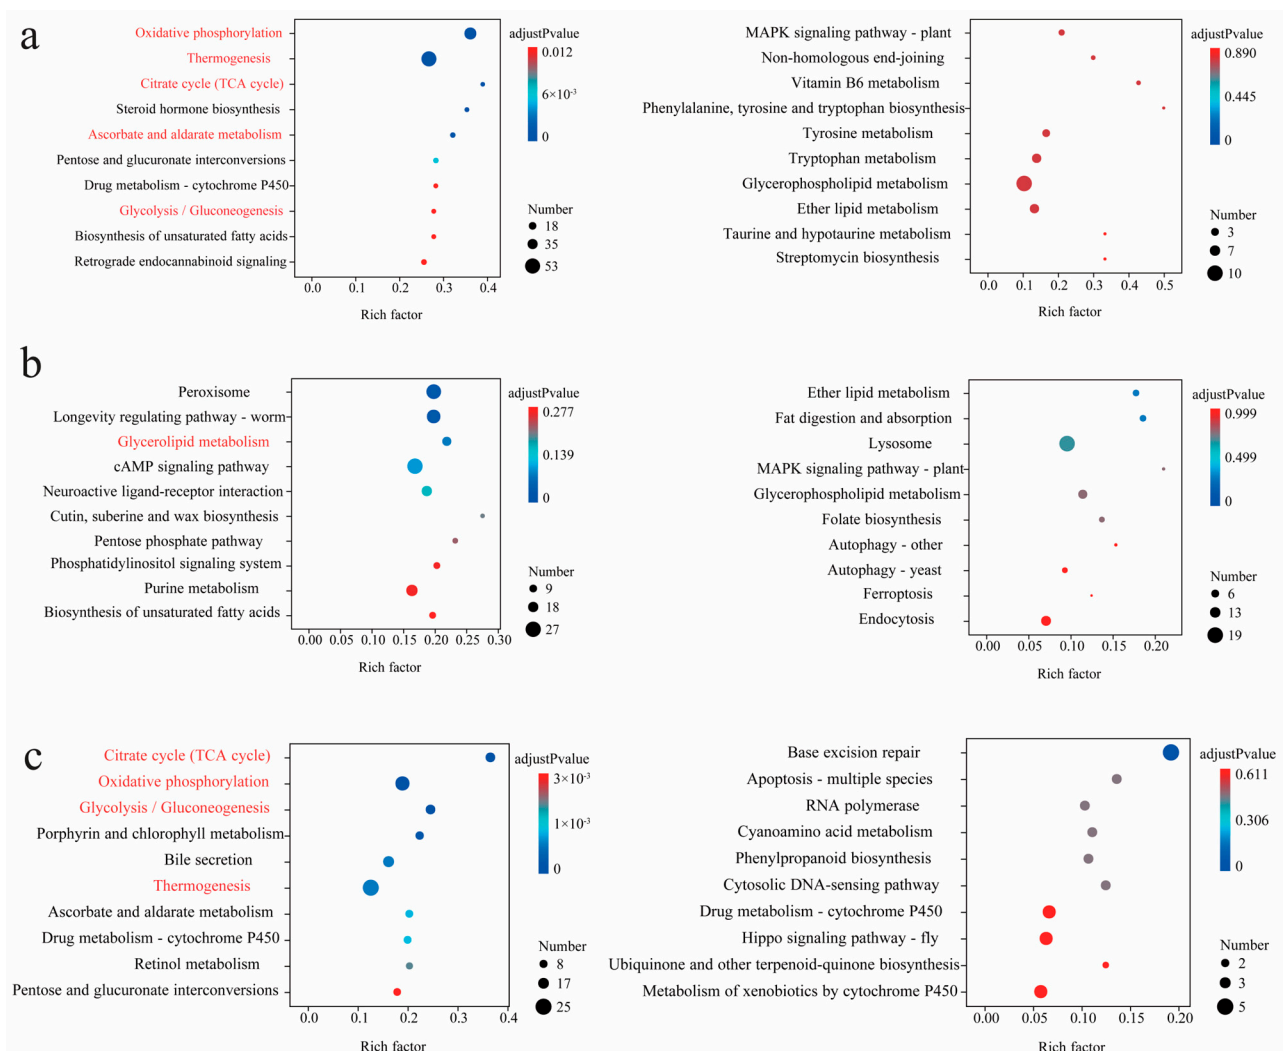 a
Oxidative phosphorylation
Thermogenesis
Citrate cycle (TCA cycle)
Steroid hormone biosynthesis
Ascorbate and aldarate metabolism
Pentose and glucuronate interconversions
Drug metabolism - cytochrome P450
Glycolysis / Gluconeogenesis
Biosynthesis of unsaturated fatty acids
Retrograde endocannabinoid signaling
0.0 0.1 0.2 0.3 0.4
Rich factor
adjustPvalue
0.012
6×10⁻³
0
Number
18
35
53
MAPK signaling pathway - plant
Non-homologous end-joining
Vitamin B6 metabolism
Phenylalanine, tyrosine and tryptophan biosynthesis
Tyrosine metabolism
Tryptophan metabolism
Glycerophospholipid metabolism
Ether lipid metabolism
Taurine and hypotaurine metabolism
Streptomycin biosynthesis
0.0 0.1 0.2 0.3 0.4 0.5
Rich factor
adjustPvalue
0.890
0.445
0
Number
3
7
10
b
Peroxisome
Longevity regulating pathway - worm
Glycerolipid metabolism
cAMP signaling pathway
Neuroactive ligand-receptor interaction
Cutin, suberine and wax biosynthesis
Pentose phosphate pathway
Phosphatidylinositol signaling system
Purine metabolism
Biosynthesis of unsaturated fatty acids
0.00 0.05 0.10 0.15 0.20 0.25 0.30
Rich factor
adjustPvalue
0.277
0.139
0
Number
9
18
27
Ether lipid metabolism
Fat digestion and absorption
Lysosome
MAPK signaling pathway - plant
Glycerophospholipid metabolism
Folate biosynthesis
Autophagy - other
Autophagy - yeast
Ferroptosis
Endocytosis
0.00 0.05 0.10 0.15 0.20
Rich factor
adjustPvalue
0.999
0.499
0
Number
6
13
19
c
Citrate cycle (TCA cycle)
Oxidative phosphorylation
Glycolysis / Gluconeogenesis
Porphyrin and chlorophyll metabolism
Bile secretion
Thermogenesis
Ascorbate and aldarate metabolism
Drug metabolism - cytochrome P450
Retinol metabolism
Pentose and glucuronate interconversions
0.0 0.1 0.2 0.3 0.4
Rich factor
adjustPvalue
3×10⁻³
1×10⁻³
0
Number
8
17
25
Base excision repair
Apoptosis - multiple species
RNA polymerase
Cyanoamino acid metabolism
Phenylpropanoid biosynthesis
Cytosolic DNA-sensing pathway
Drug metabolism - cytochrome P450
Hippo signaling pathway - fly
Ubiquinone and other terpenoid-quinone biosynthesis
Metabolism of xenobiotics by cytochrome P450
0.00 0.05 0.10 0.15 0.20
Rich factor
adjustPvalue
0.611
0.306
0
Number
2
3
5